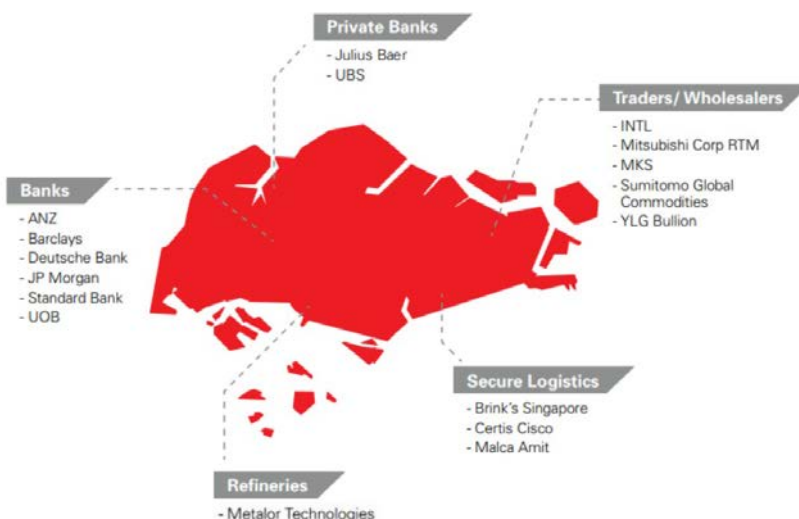 Private Banks
- Julius Baer
- UBS
Traders/ Wholesalers
- INTL
- Mitsubishi Corp RTM
- MKS
- Sumitomo Global
Commodities
- YLG Bullion
Banks
- ANZ
- Barclays
- Deutsche Bank
- JP Morgan
- Standard Bank
- UOB
Secure Logistics
- Brink's Singapore
- Certis Cisco
- Malca Amit
Refineries
- Metalor Technologies